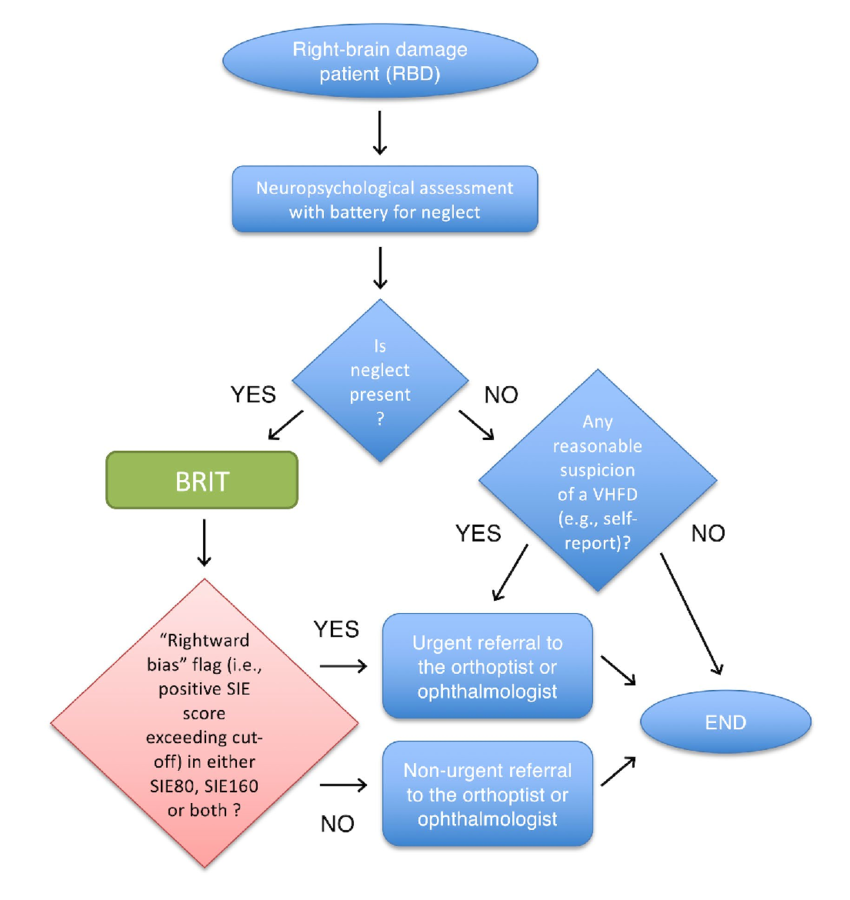 Right-brain damage
patient (RBD)
Neuropsychological assessment
with battery for neglect
Is
neglect
present
?
YES
NO
BRIT
Any
reasonable
suspicion
of a VHFD
(e.g., self-
report)?
YES
NO
"Rightward
bias" flag (i.e.,
positive SIE
score
exceeding cut-
off) in either
SIE80, SIE160
or both ?
YES
NO
Urgent referral to
the orthoptist or
ophthalmologist
Non-urgent referral
to the orthoptist or
ophthalmologist
END